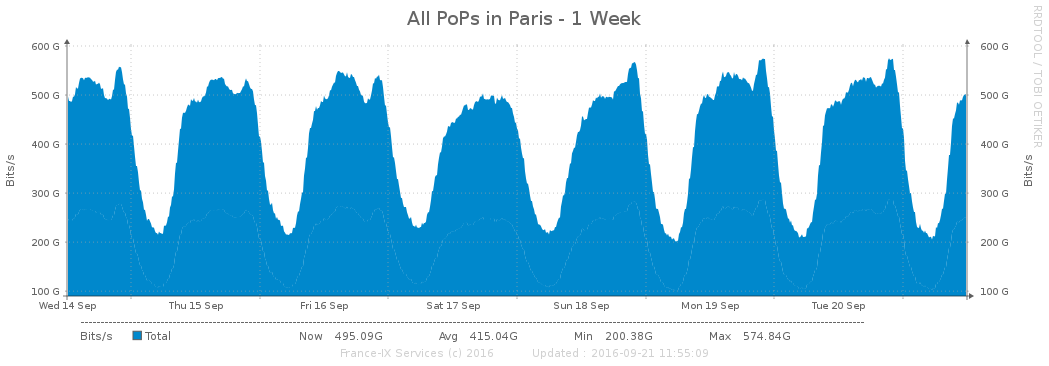 All PoPs in Paris - 1 Week
RRDTOOL / TOBI OETIKER
600 G 600 G
500 G 500 G
400 G 400 G
300 G 300 G
200 G 200 G
100 G 100 G
Bits/s
Bits/s
Wed 14 Sep Thu 15 Sep Fri 16 Sep Sat 17 Sep Sun 18 Sep Mon 19 Sep Tue 20 Sep
Bits/s Total Now 495.09G Avg 415.04G Min 200.38G Max 574.84G
France-IX Services (c) 2016 Updated : 2016-09-21 11:55:09